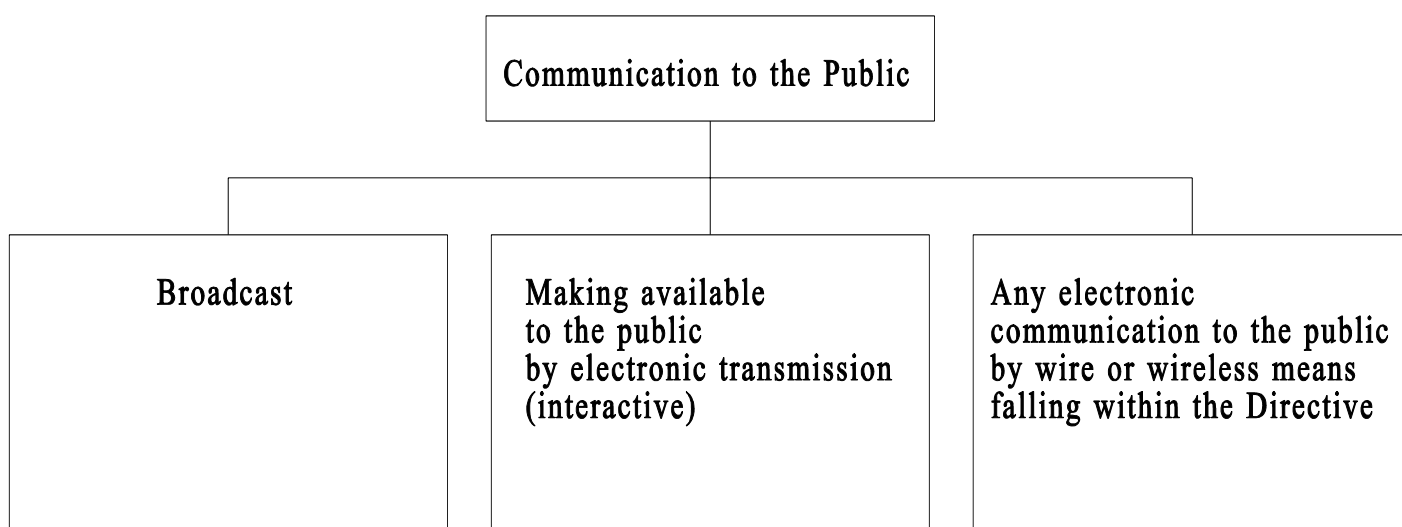 Communication to the Public
Broadcast
Making available
to the public
by electronic transmission
(interactive)
Any electronic
communication to the public
by wire or wireless means
falling within the Directive